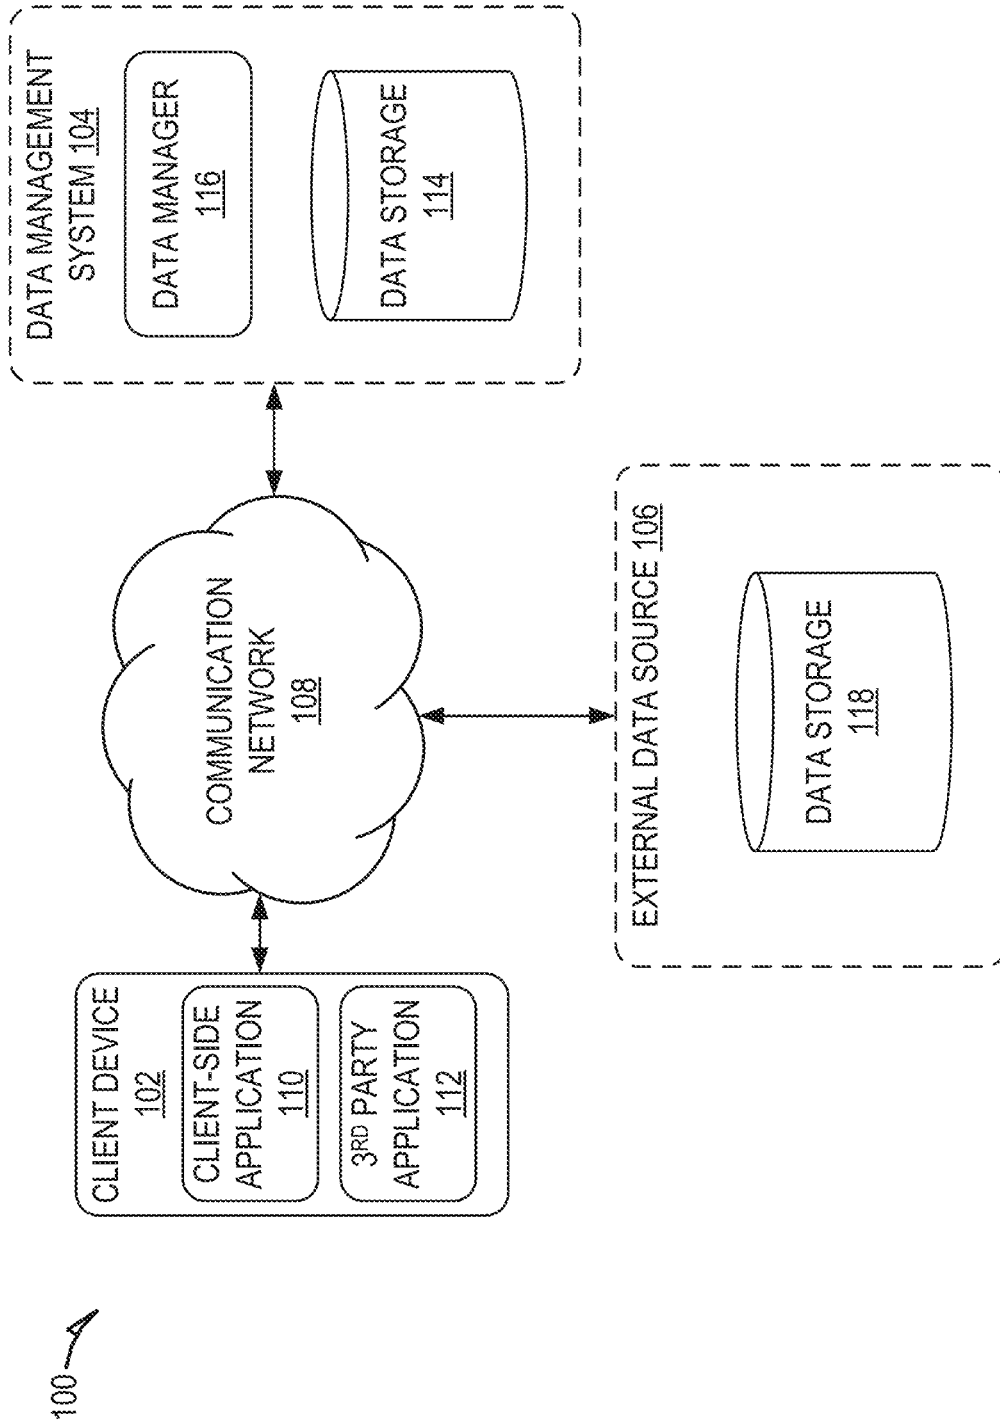 100
CLIENT DEVICE
102
CLIENT-SIDE
APPLICATION
110
3RD PARTY
APPLICATION
112
COMMUNICATION
NETWORK
108
DATA MANAGEMENT
SYSTEM 104
DATA MANAGER
116
DATA STORAGE
114
EXTERNAL DATA SOURCE 106
DATA STORAGE
118